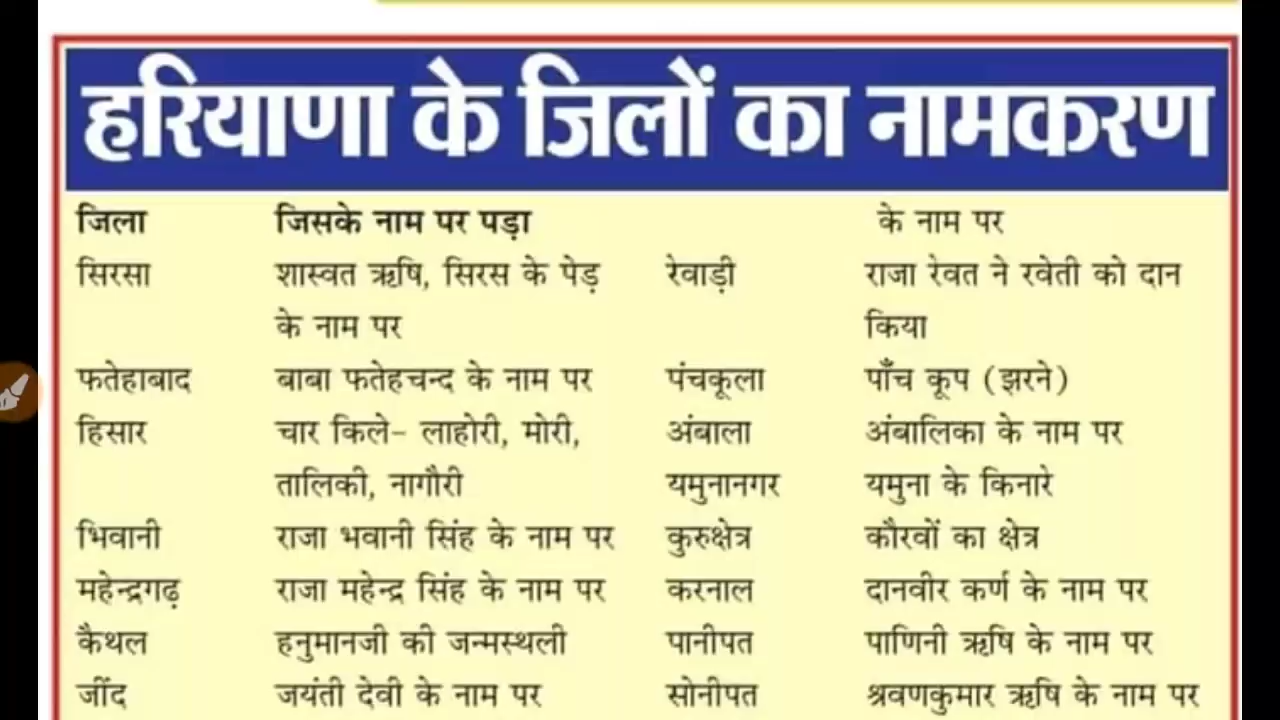 हरियाणा के जिलों का नामकरण
जिला जिसके नाम पर पड़ा के नाम पर
सिरसा शास्वत ऋषि, सिरस के पेड़ रेवाड़ी राजा रेवत ने रवेती को दान
के नाम पर किया
फतेहाबाद बाबा फतेहचन्द के नाम पर पंचकूला पाँच कूप (झरने)
हिसार चार किले- लाहोरी, मोरी, अंबाला अंबालिका के नाम पर
तालिकी, नागौरी यमुनानगर यमुना के किनारे
भिवानी राजा भवानी सिंह के नाम पर कुरुक्षेत्र कौरवों का क्षेत्र
महेन्द्रगढ़ राजा महेन्द्र सिंह के नाम पर करनाल दानवीर कर्ण के नाम पर
कैथल हनुमानजी की जन्मस्थली पानीपत पाणिनी ऋषि के नाम पर
जींद जयंती देवी के नाम पर सोनीपत श्रवणकुमार ऋषि के नाम पर